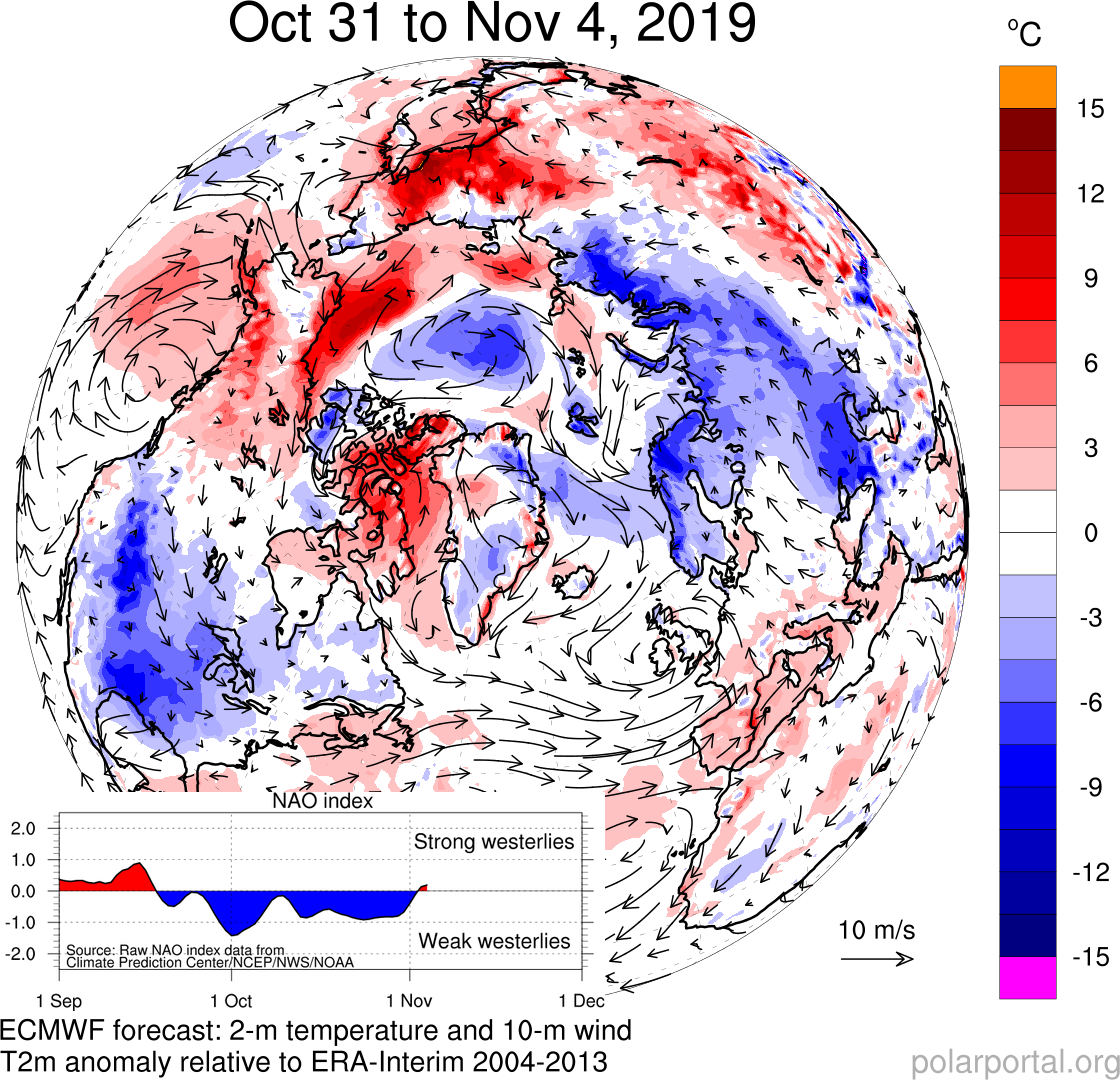 Oct 31 to Nov 4, 2019
°C
15
12
9
6
3
0
-3
-6
-9
-12
-15
10 m/s
NAO index
2.0
1.0
0.0
-1.0
-2.0
Strong westerlies
Weak westerlies
Source: Raw NAO index data from
Climate Prediction Center/NCEP/NWS/NOAA
1 Sep 1 Oct 1 Nov 1 Dec
ECMWF forecast: 2-m temperature and 10-m wind
T2m anomaly relative to ERA-Interim 2004-2013
polarportal.org